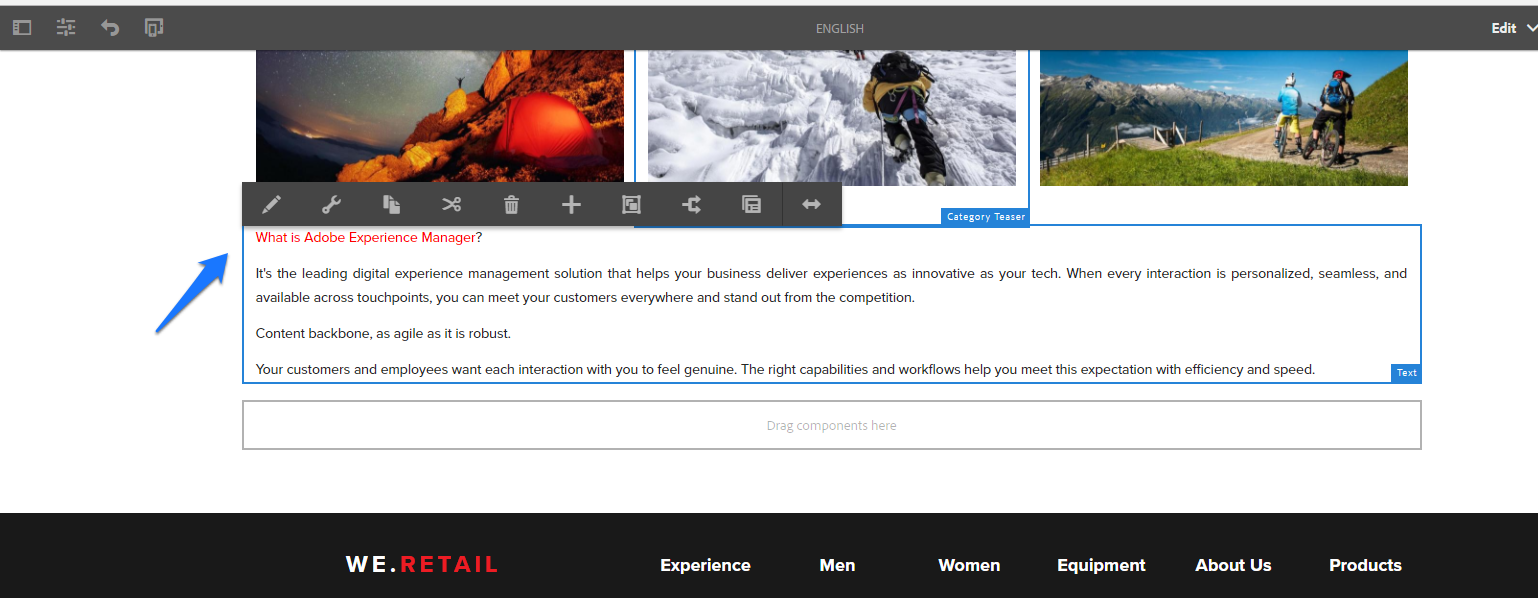 ENGLISH
Edit
Category Teaser
What is Adobe Experience Manager?
It's the leading digital experience management solution that helps your business deliver experiences as innovative as your tech. When every interaction is personalized, seamless, and
available across touchpoints, you can meet your customers everywhere and stand out from the competition.
Content backbone, as agile as it is robust.
Your customers and employees want each interaction with you to feel genuine. The right capabilities and workflows help you meet this expectation with efficiency and speed.
Text
Drag components here
WE.RETAIL Experience Men Women Equipment About Us Products